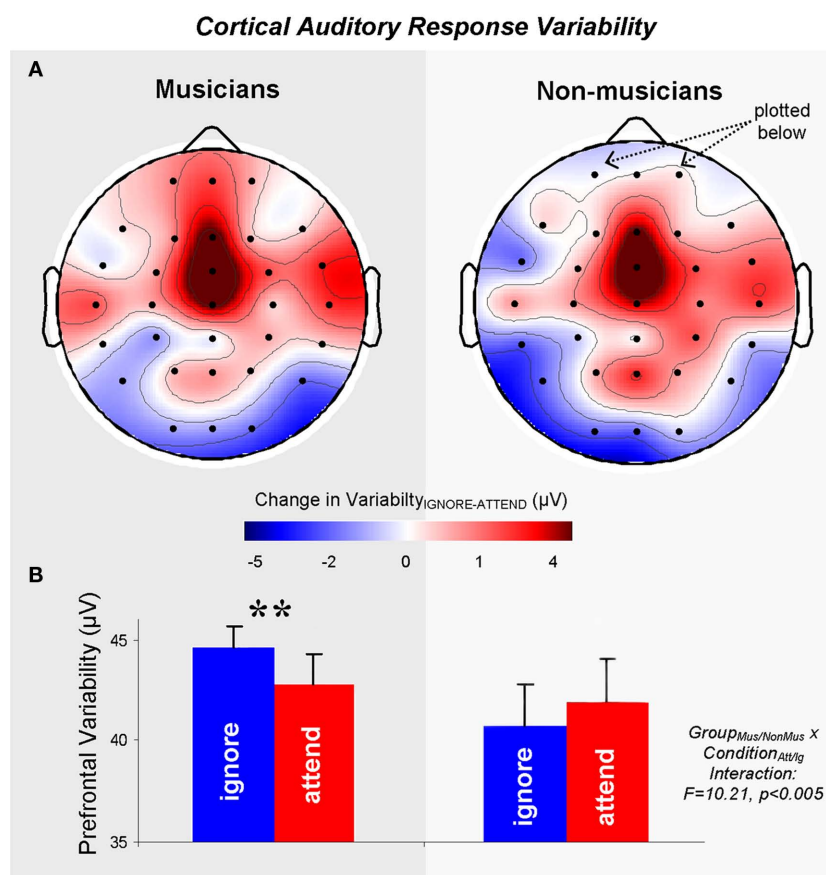 Cortical Auditory Response Variability
A
Musicians
Non-musicians
plotted
below
Change in VariabiltyIGNORE-ATTEND (µV)
-5 -2 0 1 4
B
Prefrontal Variability (µV)
45
40
35
**
ignore
attend
ignore
attend
GroupMus/NonMus x
ConditionAtt/Ig
Interaction:
F=10.21, p<0.005